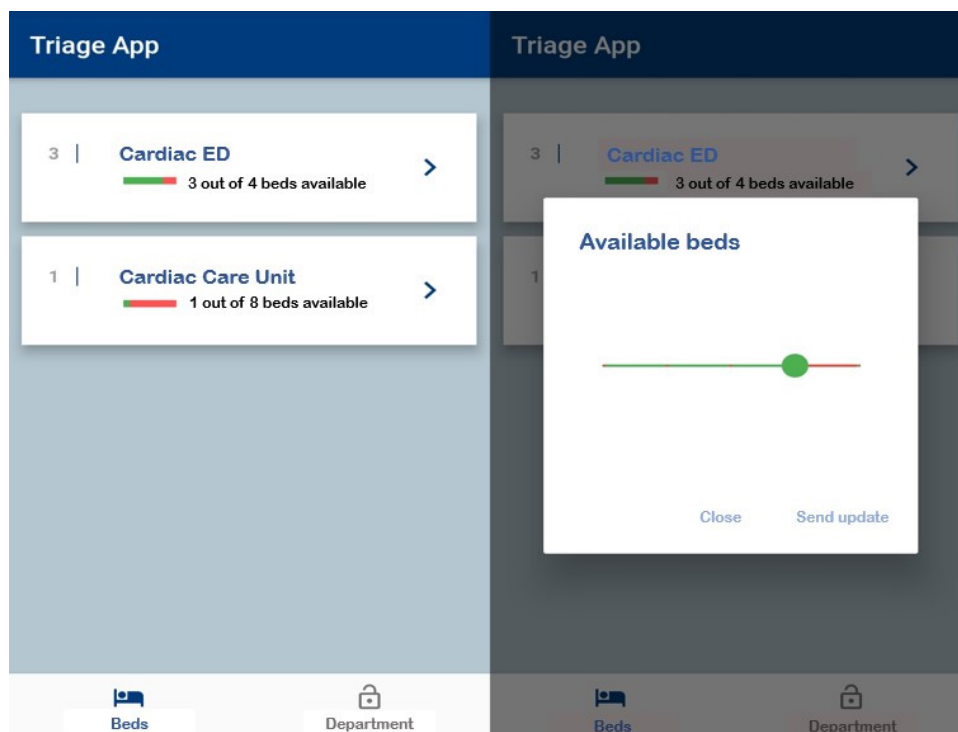 Triage App
3 | Cardiac ED
3 out of 4 beds available
1 | Cardiac Care Unit
1 out of 8 beds available
Beds
Department
Triage App
3 | Cardiac ED
3 out of 4 beds available
1
Available beds
Close
Send update
Beds
Department